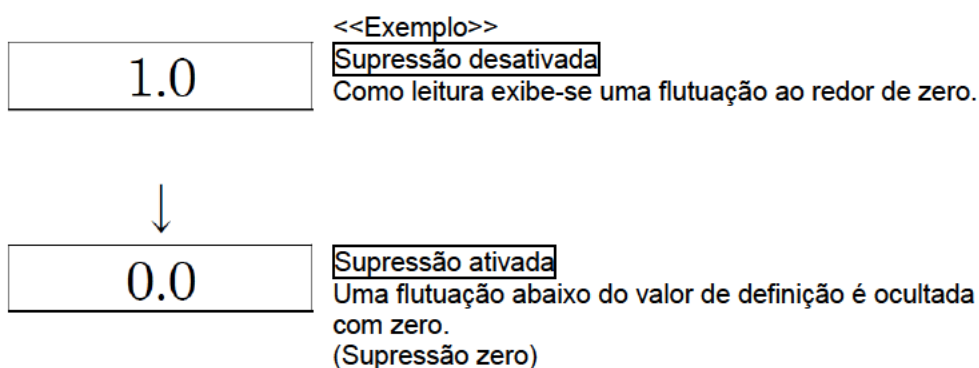 <<Exemplo>>
1.0
Supressão desativada
Como leitura exibe-se uma flutuação ao redor de zero.
↓
0.0
Supressão ativada
Uma flutuação abaixo do valor de definição é ocultada
com zero.
(Supressão zero)